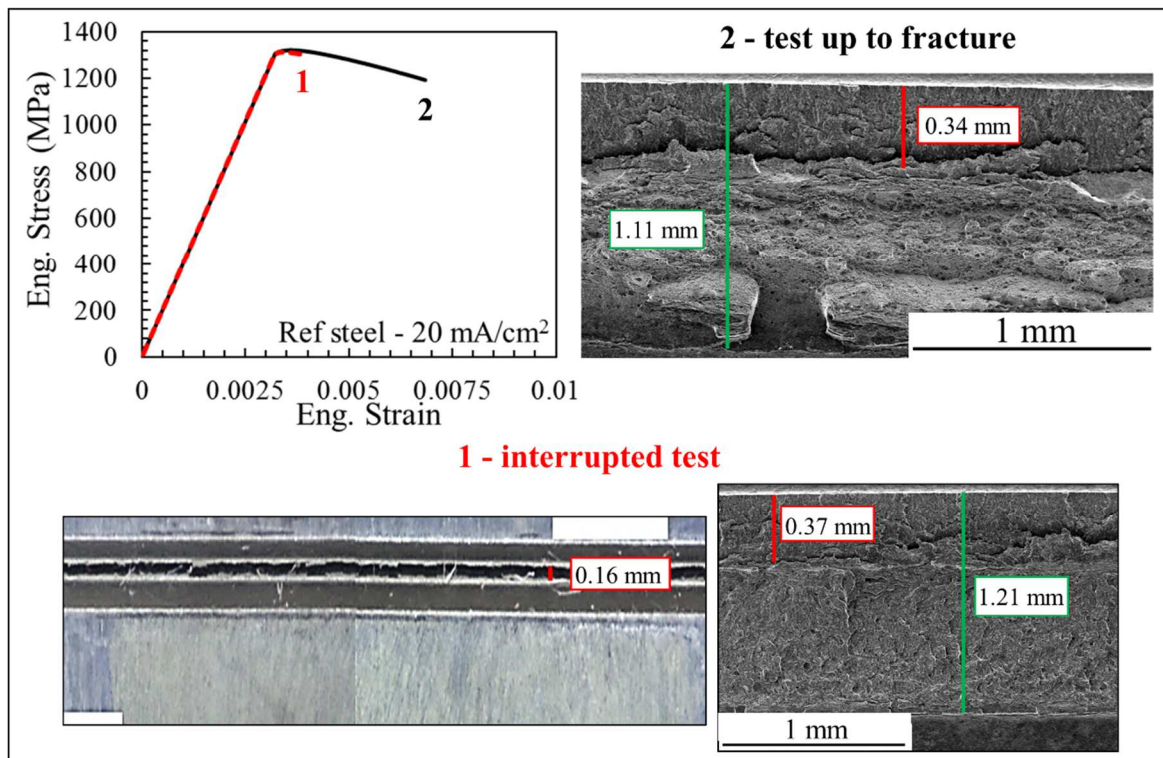 1400
1200
1000
800
600
400
200
0
Eng. Stress (MPa)
0
0.0025
0.005
0.0075
0.01
Eng. Strain
1
2
Ref steel - 20 mA/cm²
2 - test up to fracture
0.34 mm
1.11 mm
1 mm
1 - interrupted test
0.16 mm
0.37 mm
1.21 mm
1 mm